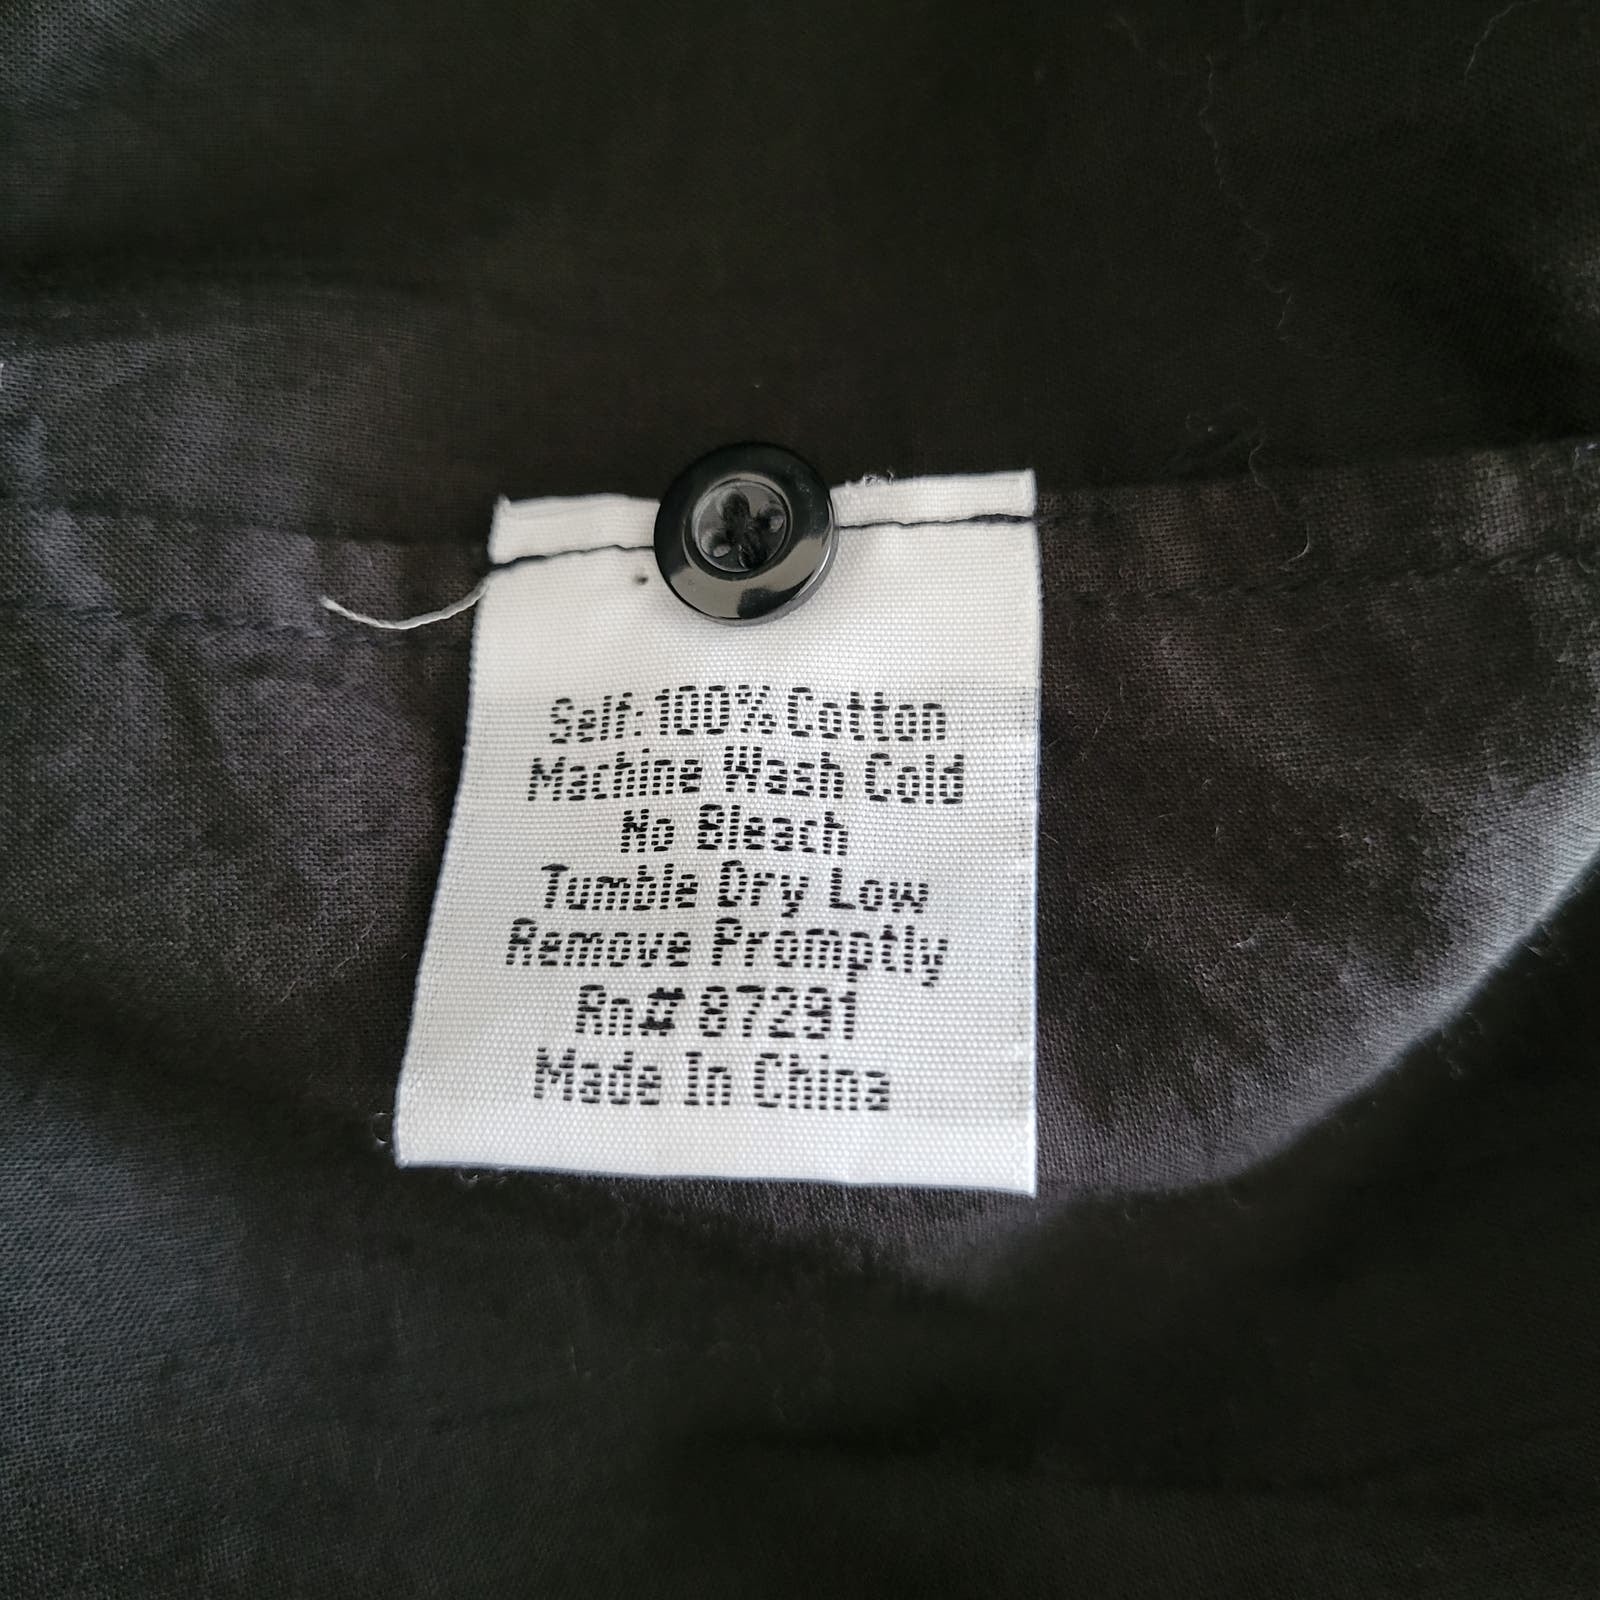 Self: 100% Cotton
Machine Wash Cold
No Bleach
Tumble Dry Low
Remove Promptly
Rn# 87291
Made In China